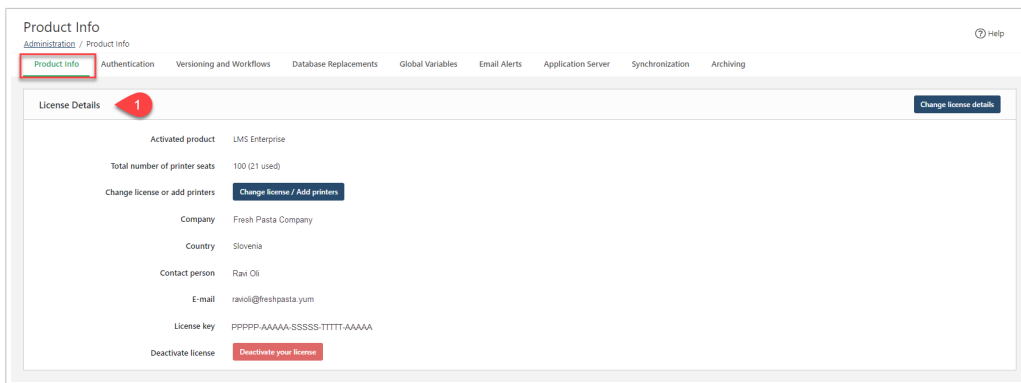 Product Info
Help
Administration / Product Info
Product Info Authentication Versioning and Workflows Database Replacements Global Variables Email Alerts Application Server Synchronization Archiving
License Details 1 Change license details
Activated product LMS Enterprise
Total number of printer seats 100 (21 used)
Change license or add printers Change license / Add printers
Company Fresh Pasta Company
Country Slovenia
Contact person Ravi Oli
E-mail ravioli@freshpasta.yum
License key PPPPP-AAAAA-SSSSS-TTTTT-AAAAA
Deactivate license Deactivate your license